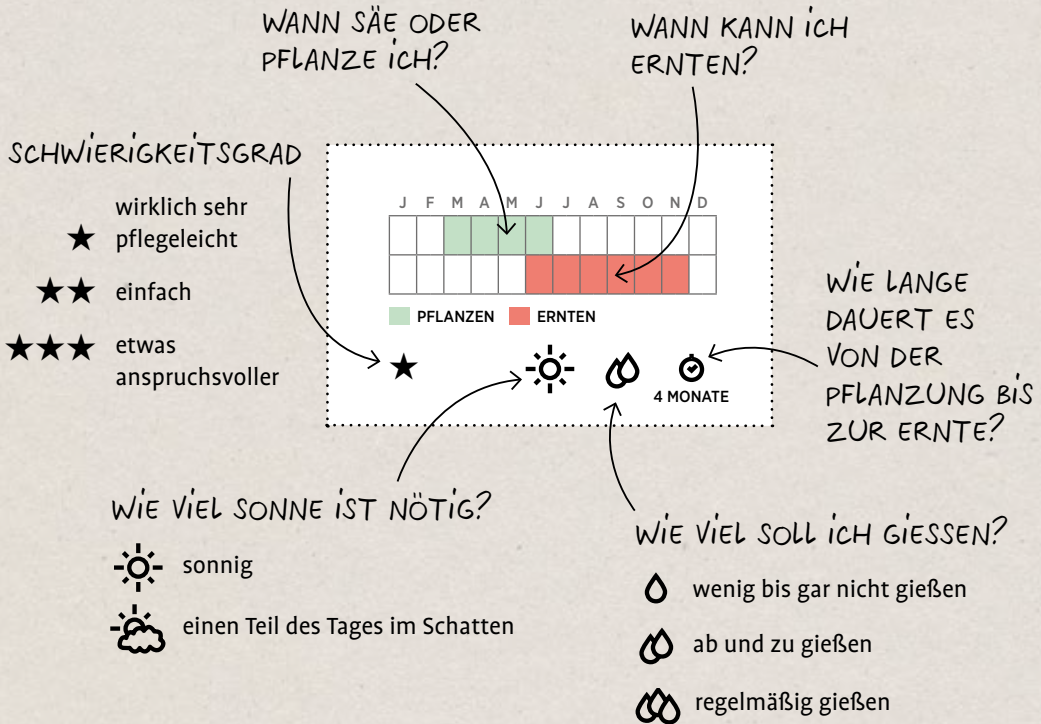 WANN SÄE ODER
PFLANZE ICH?
WANN KANN ICH
ERNTEN?
SCHWIERIGKEITSGRAD
wirklich sehr
pflegeleicht
einfach
etwas
anspruchsvoller
J F M A M J J A S O N D
PFLANZEN ERNTEN
4 MONATE
WIE LANGE
DAUERT ES
VON DER
PFLANZUNG BIS
ZUR ERNTE?
WIE VIEL SONNE IST NÖTIG?
sonnig
einen Teil des Tages im Schatten
WIE VIEL SOLL ICH GIESSEN?
wenig bis gar nicht gießen
ab und zu gießen
regelmäßig gießen